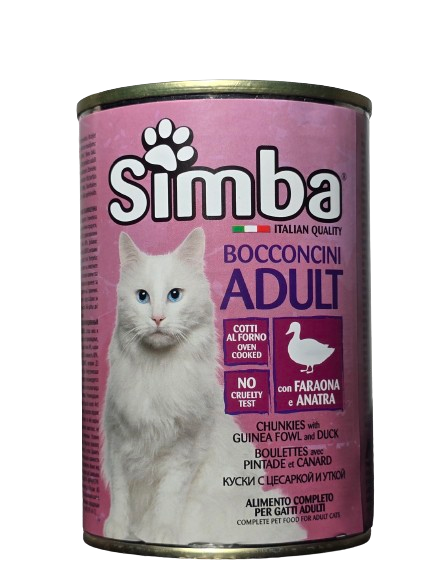 Simba®
ITALIAN QUALITY
BOCCONCINI
ADULT
COTTI
AL FORNO
OVEN
COOKED
NO
CRUELTY
TEST
con FARAONA
e ANATRA
CHUNKIES with
GUINEA FOWL and DUCK
BOULETTES avec
PINTADE et CANARD
КУСКИ С ЦЕСАРКОЙ И УТКОЙ
ALIMENTO COMPLETO
PER GATTI ADULTI
COMPLETE PET FOOD FOR ADULT CATS